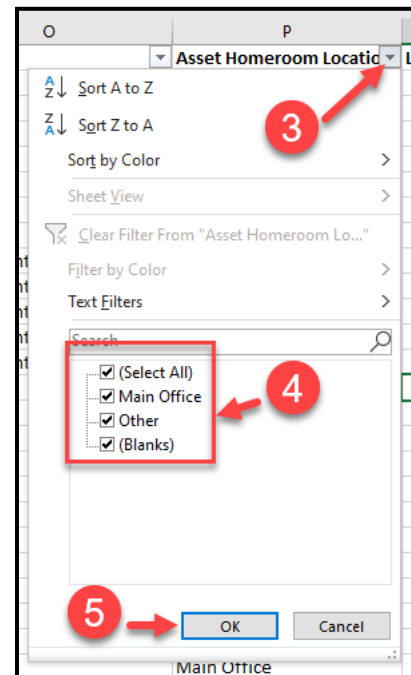 O P
Asset Homeroom Locatio
3
A Z Sort A to Z
Z A Sort Z to A
Sort by Color
Sheet View
Clear Filter From "Asset Homeroom Lo..."
Filter by Color
Text Filters
Search
(Select All)
Main Office
4
Other
(Blanks)
5
OK Cancel
Main Office